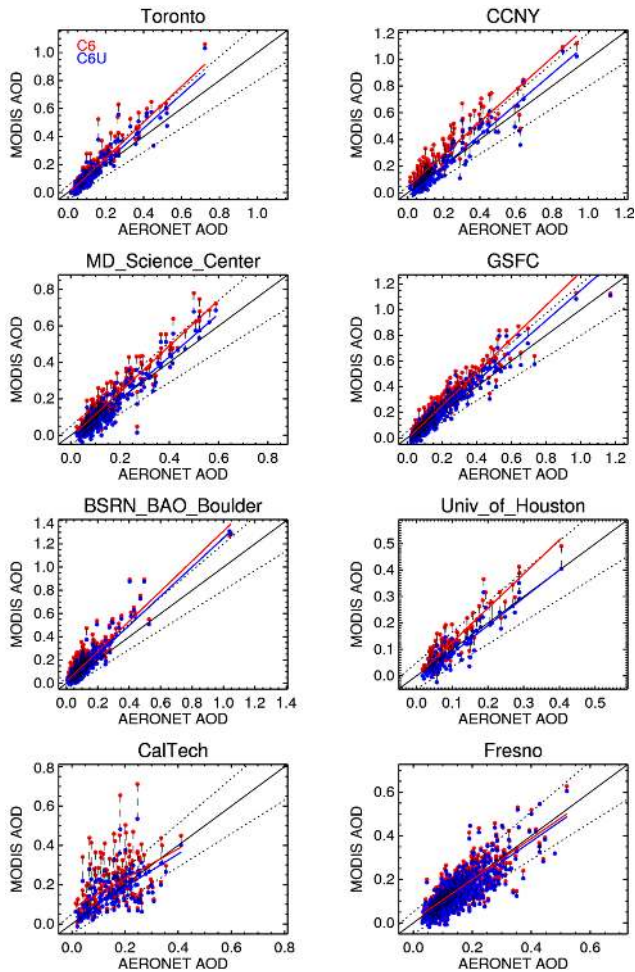 Toronto
CCNY
C6
C6U
MODIS AOD
1.0
0.8
0.6
0.4
0.2
0.0
0.0 0.2 0.4 0.6 0.8 1.0
AERONET AOD
MODIS AOD
1.2
1.0
0.8
0.6
0.4
0.2
0.0
0.0 0.2 0.4 0.6 0.8 1.0 1.2
AERONET AOD
MD_Science_Center
GSFC
MODIS AOD
0.8
0.6
0.4
0.2
0.0
0.0 0.2 0.4 0.6 0.8
AERONET AOD
MODIS AOD
1.2
1.0
0.8
0.6
0.4
0.2
0.0
0.0 0.2 0.4 0.6 0.8 1.0 1.2
AERONET AOD
BSRN_BAO_Boulder
Univ_of_Houston
MODIS AOD
1.4
1.2
1.0
0.8
0.6
0.4
0.2
0.0
0.0 0.2 0.4 0.6 0.8 1.0 1.2 1.4
AERONET AOD
MODIS AOD
0.5
0.4
0.3
0.2
0.1
0.0
0.0 0.1 0.2 0.3 0.4 0.5
AERONET AOD
CalTech
Fresno
MODIS AOD
0.8
0.6
0.4
0.2
0.0
0.0 0.2 0.4 0.6 0.8
AERONET AOD
MODIS AOD
0.6
0.4
0.2
0.0
0.0 0.2 0.4 0.6
AERONET AOD